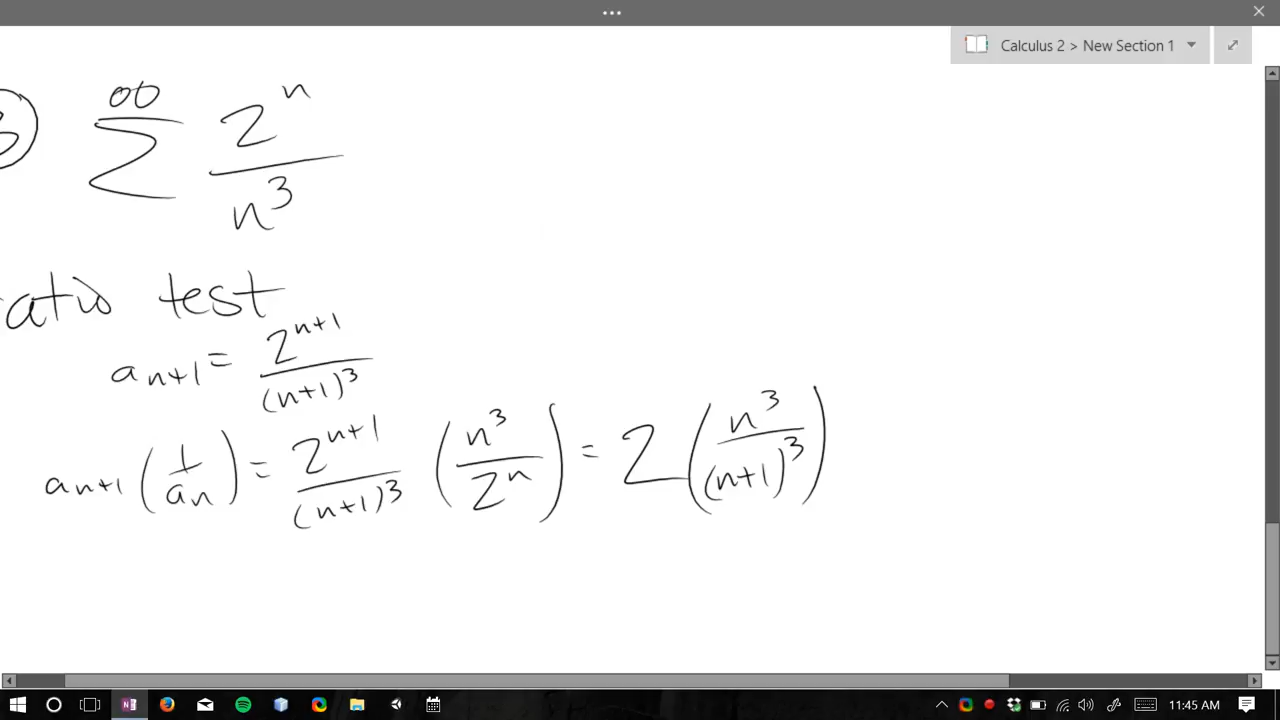 ...
Calculus 2 > New Section 1
∞
∑ 2^n / n^3
ratio test
a_{n+1} = 2^{n+1} / (n+1)^3
a_{n+1} (1/a_n) = 2^{n+1} / (n+1)^3 (n^3 / 2^n) = 2 (n^3 / (n+1)^3)
11:45 AM